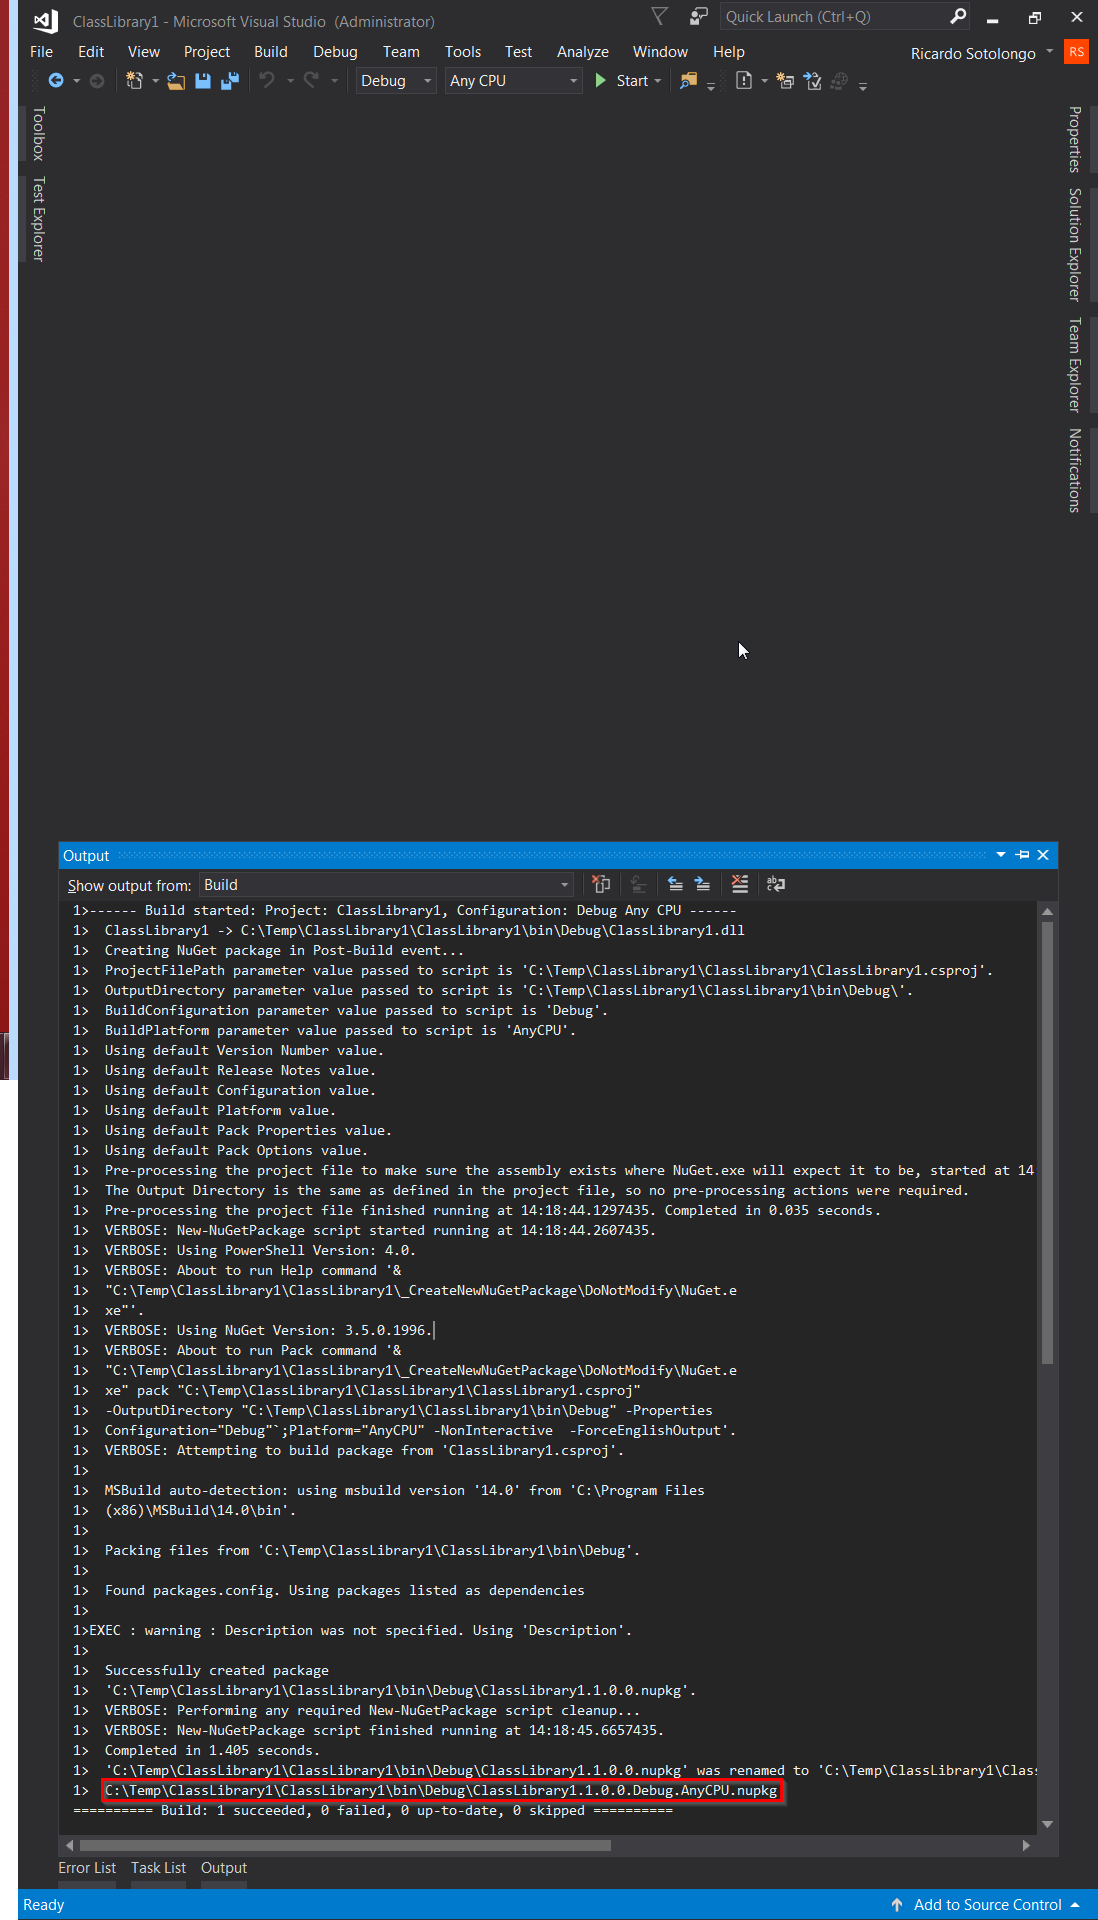 ClassLibrary1 - Microsoft Visual Studio (Administrator)
Quick Launch (Ctrl+Q)
File Edit View Project Build Debug Team Tools Test Analyze Window Help
Ricardo Sotolongo RS
Debug Any CPU Start
Toolbox
Test Explorer
Properties
Solution Explorer
Team Explorer
Notifications
Output
Show output from: Build
1>------ Build started: Project: ClassLibrary1, Configuration: Debug Any CPU ------
1> ClassLibrary1 -> C:\Temp\ClassLibrary1\ClassLibrary1\bin\Debug\ClassLibrary1.dll
1> Creating NuGet package in Post-Build event...
1> ProjectFilePath parameter value passed to script is 'C:\Temp\ClassLibrary1\ClassLibrary1\ClassLibrary1.csproj'.
1> OutputDirectory parameter value passed to script is 'C:\Temp\ClassLibrary1\ClassLibrary1\bin\Debug\'.
1> BuildConfiguration parameter value passed to script is 'Debug'.
1> BuildPlatform parameter value passed to script is 'AnyCPU'.
1> Using default Version Number value.
1> Using default Release Notes value.
1> Using default Configuration value.
1> Using default Platform value.
1> Using default Pack Properties value.
1> Using default Pack Options value.
1> Pre-processing the project file to make sure the assembly exists where NuGet.exe will expect it to be, started at 14
1> The Output Directory is the same as defined in the project file, so no pre-processing actions were required.
1> Pre-processing the project file finished running at 14:18:44.1297435. Completed in 0.035 seconds.
1> VERBOSE: New-NuGetPackage script started running at 14:18:44.2607435.
1> VERBOSE: Using PowerShell Version: 4.0.
1> VERBOSE: About to run Help command '&
1> "C:\Temp\ClassLibrary1\ClassLibrary1\_CreateNewNuGetPackage\DoNotModify\NuGet.e
1> xe"'.
1> VERBOSE: Using NuGet Version: 3.5.0.1996.
1> VERBOSE: About to run Pack command '&
1> "C:\Temp\ClassLibrary1\ClassLibrary1\_CreateNewNuGetPackage\DoNotModify\NuGet.e
1> xe" pack "C:\Temp\ClassLibrary1\ClassLibrary1\ClassLibrary1.csproj"
1> -OutputDirectory "C:\Temp\ClassLibrary1\ClassLibrary1\bin\Debug" -Properties
1> Configuration="Debug"`;Platform="AnyCPU" -NonInteractive  -ForceEnglishOutput'.
1> VERBOSE: Attempting to build package from 'ClassLibrary1.csproj'.
1>
1> MSBuild auto-detection: using msbuild version '14.0' from 'C:\Program Files
1> (x86)\MSBuild\14.0\bin'.
1>
1> Packing files from 'C:\Temp\ClassLibrary1\ClassLibrary1\bin\Debug'.
1>
1> Found packages.config. Using packages listed as dependencies
1>
1>EXEC : warning : Description was not specified. Using 'Description'.
1>
1> Successfully created package
1> 'C:\Temp\ClassLibrary1\ClassLibrary1\bin\Debug\ClassLibrary1.1.0.0.nupkg'.
1> VERBOSE: Performing any required New-NuGetPackage script cleanup...
1> VERBOSE: New-NuGetPackage script finished running at 14:18:45.6657435.
1> Completed in 1.405 seconds.
1> 'C:\Temp\ClassLibrary1\ClassLibrary1\bin\Debug\ClassLibrary1.1.0.0.nupkg' was renamed to 'C:\Temp\ClassLibrary1\Clas
1> C:\Temp\ClassLibrary1\ClassLibrary1\bin\Debug\ClassLibrary1.1.0.0.Debug.AnyCPU.nupkg
========== Build: 1 succeeded, 0 failed, 0 up-to-date, 0 skipped ==========
Error List Task List Output
Ready
Add to Source Control